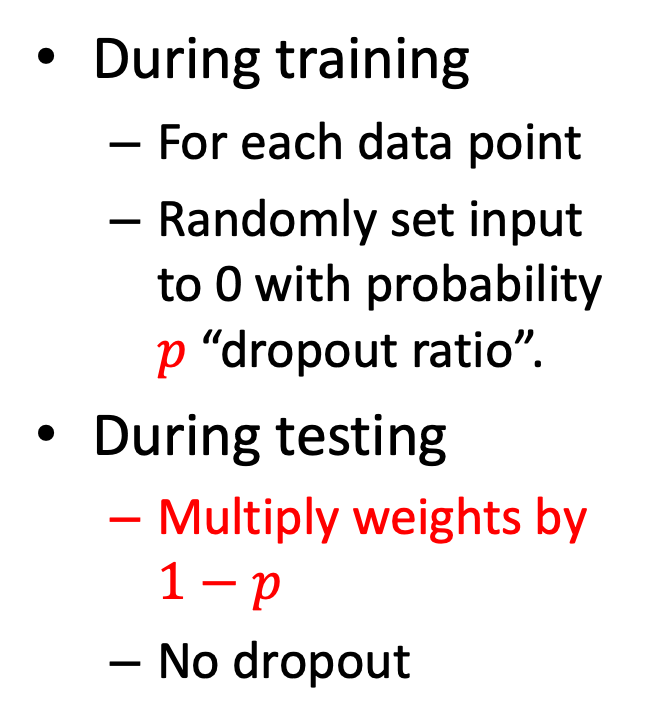 • During training
– For each data point
– Randomly set input
to 0 with probability
p “dropout ratio”.
• During testing
– Multiply weights by
1 − p
– No dropout